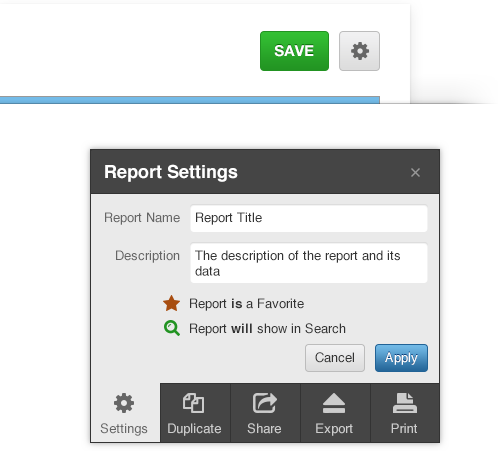 SAVE
Report Settings
Report Name Report Title
Description The description of the report and its
data
Report is a Favorite
Report will show in Search
Cancel Apply
Settings Duplicate Share Export Print